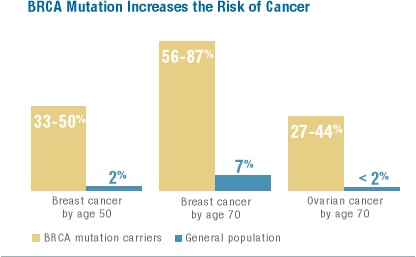 BRCA Mutation Increases the Risk of Cancer
33-50%
2%
56-87%
7%
27-44%
< 2%
Breast cancer
by age 50
Breast cancer
by age 70
Ovarian cancer
by age 70
BRCA mutation carriers
General population